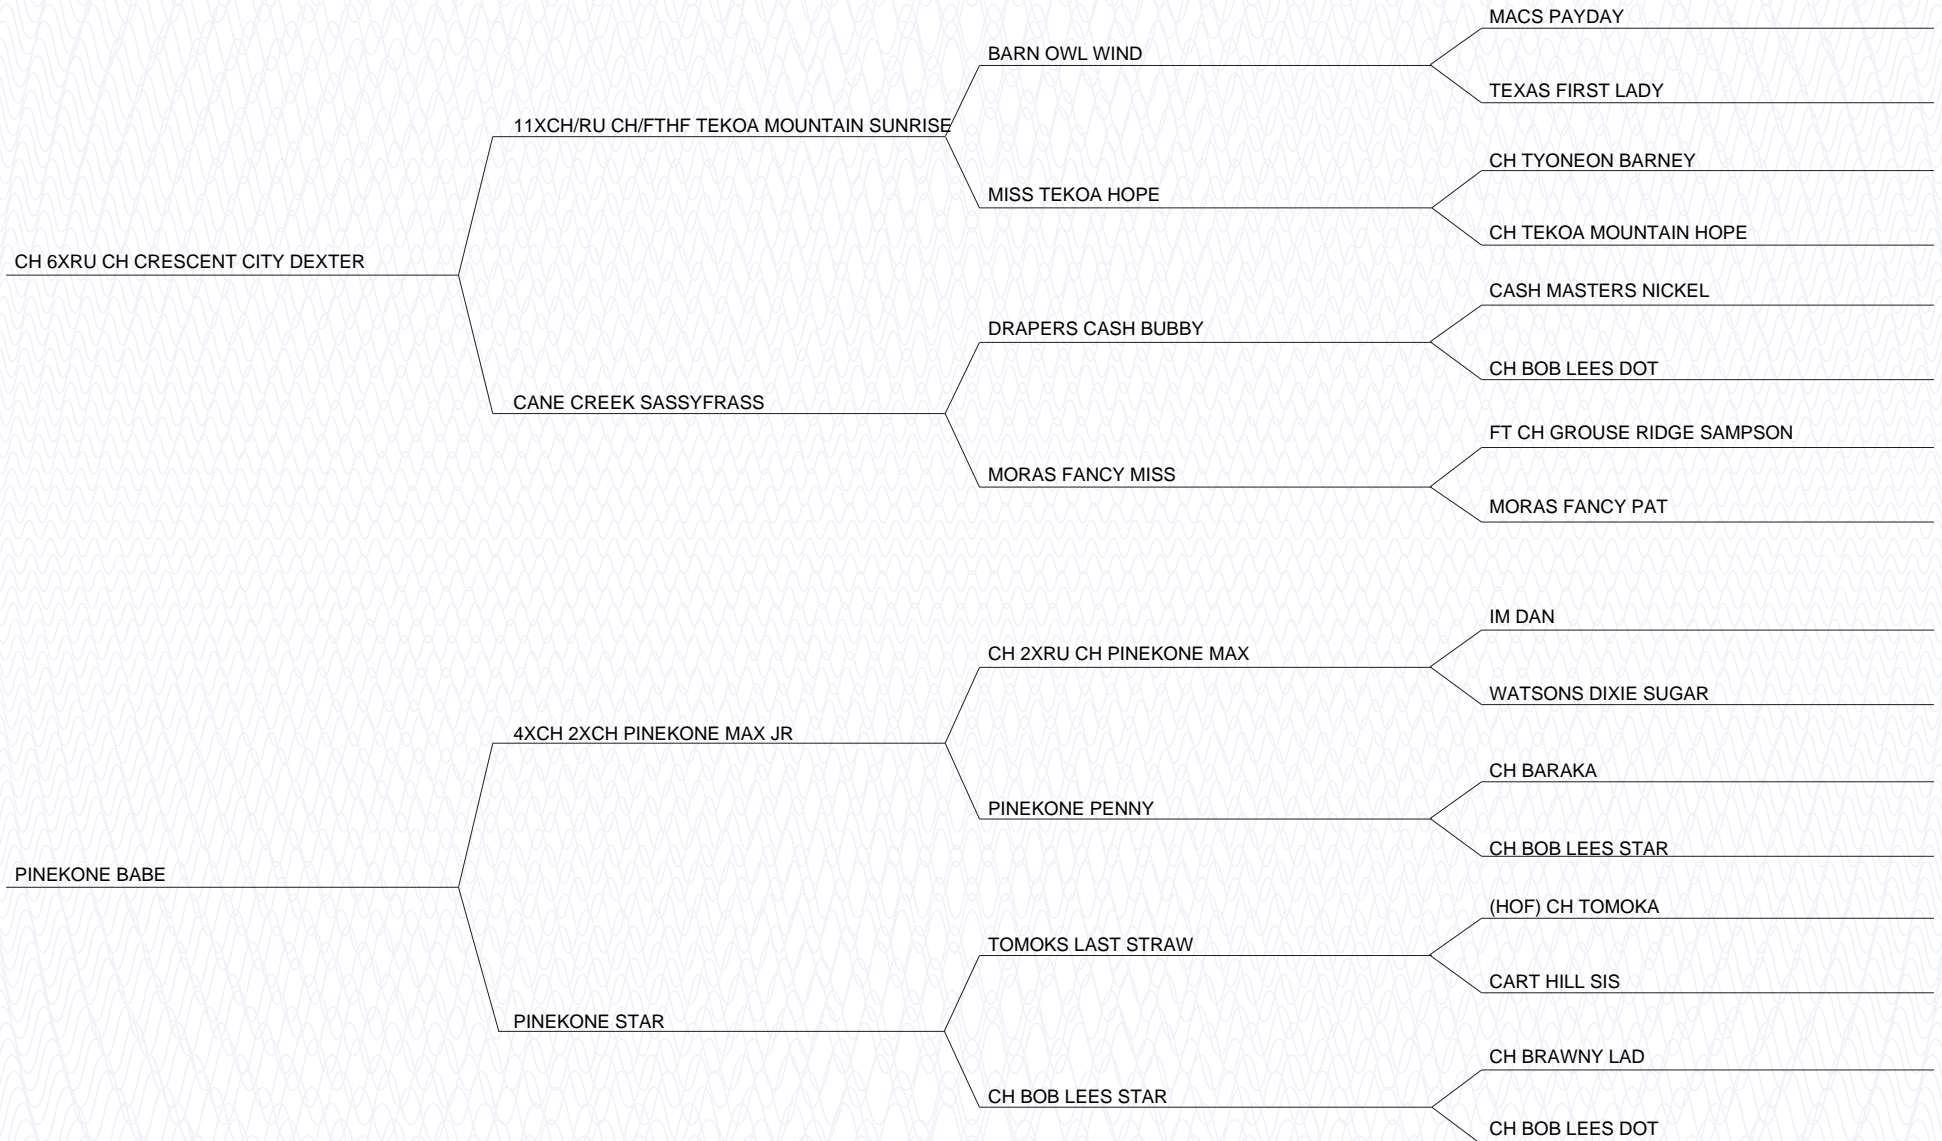 MACS PAYDAY
BARN OWL WIND
TEXAS FIRST LADY
11XCH/RU CH/FTHF TEKOA MOUNTAIN SUNRISE
CH TYONEON BARNEY
MISS TEKOA HOPE
CH TEKOA MOUNTAIN HOPE
CH 6XRU CH CRESCENT CITY DEXTER
CASH MASTERS NICKEL
DRAPERS CASH BUBBY
CH BOB LEES DOT
CANE CREEK SASSYFRASS
FT CH GROUSE RIDGE SAMPSON
MORAS FANCY MISS
MORAS FANCY PAT
IM DAN
CH 2XRU CH PINEKONE MAX
WATSONS DIXIE SUGAR
4XCH 2XCH PINEKONE MAX JR
CH BARAKA
PINEKONE PENNY
CH BOB LEES STAR
PINEKONE BABE
(HOF) CH TOMOKA
TOMOKS LAST STRAW
CART HILL SIS
PINEKONE STAR
CH BRAWNY LAD
CH BOB LEES STAR
CH BOB LEES DOT